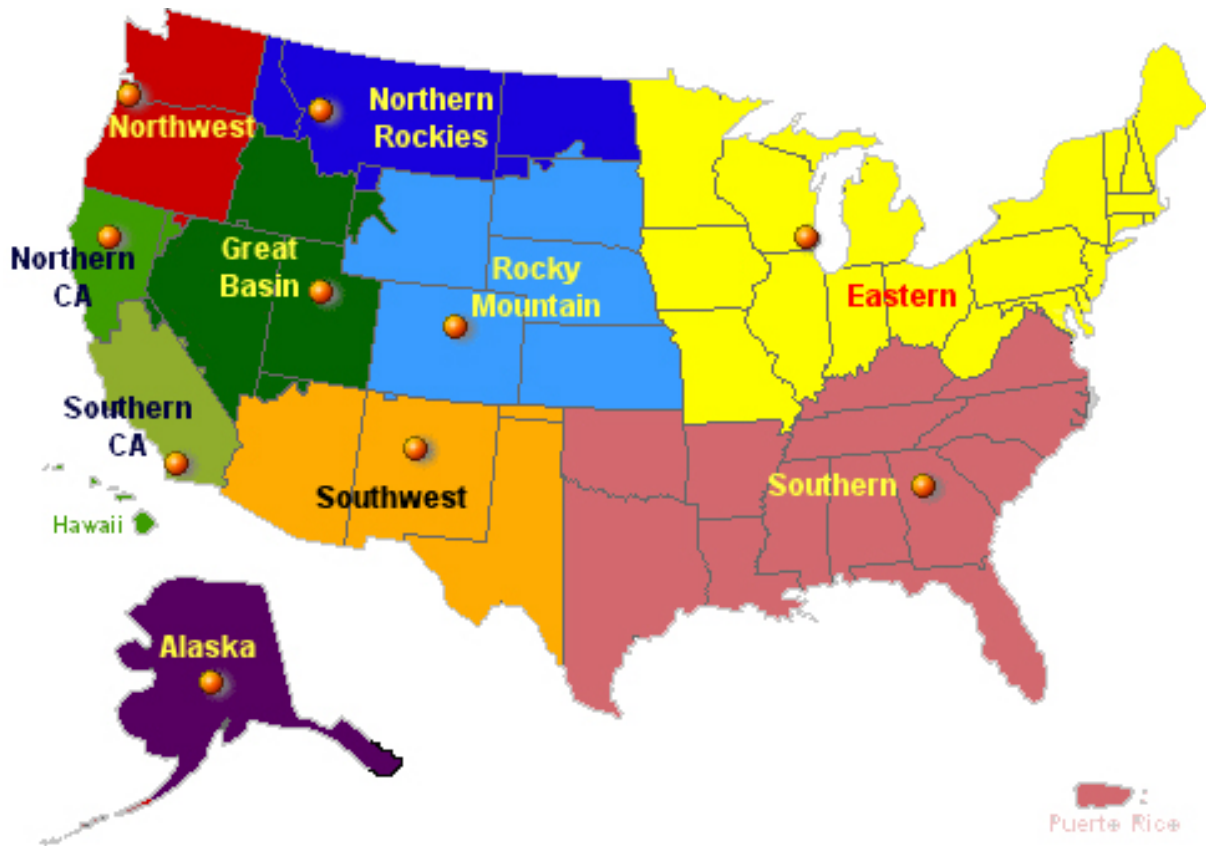 Northern
Rockies
Northwest
Great
Basin
Northern
CA
Rocky
Mountain
Eastern
Southern
CA
Southwest
Southern
Hawaii
Alaska
Puerto Rico